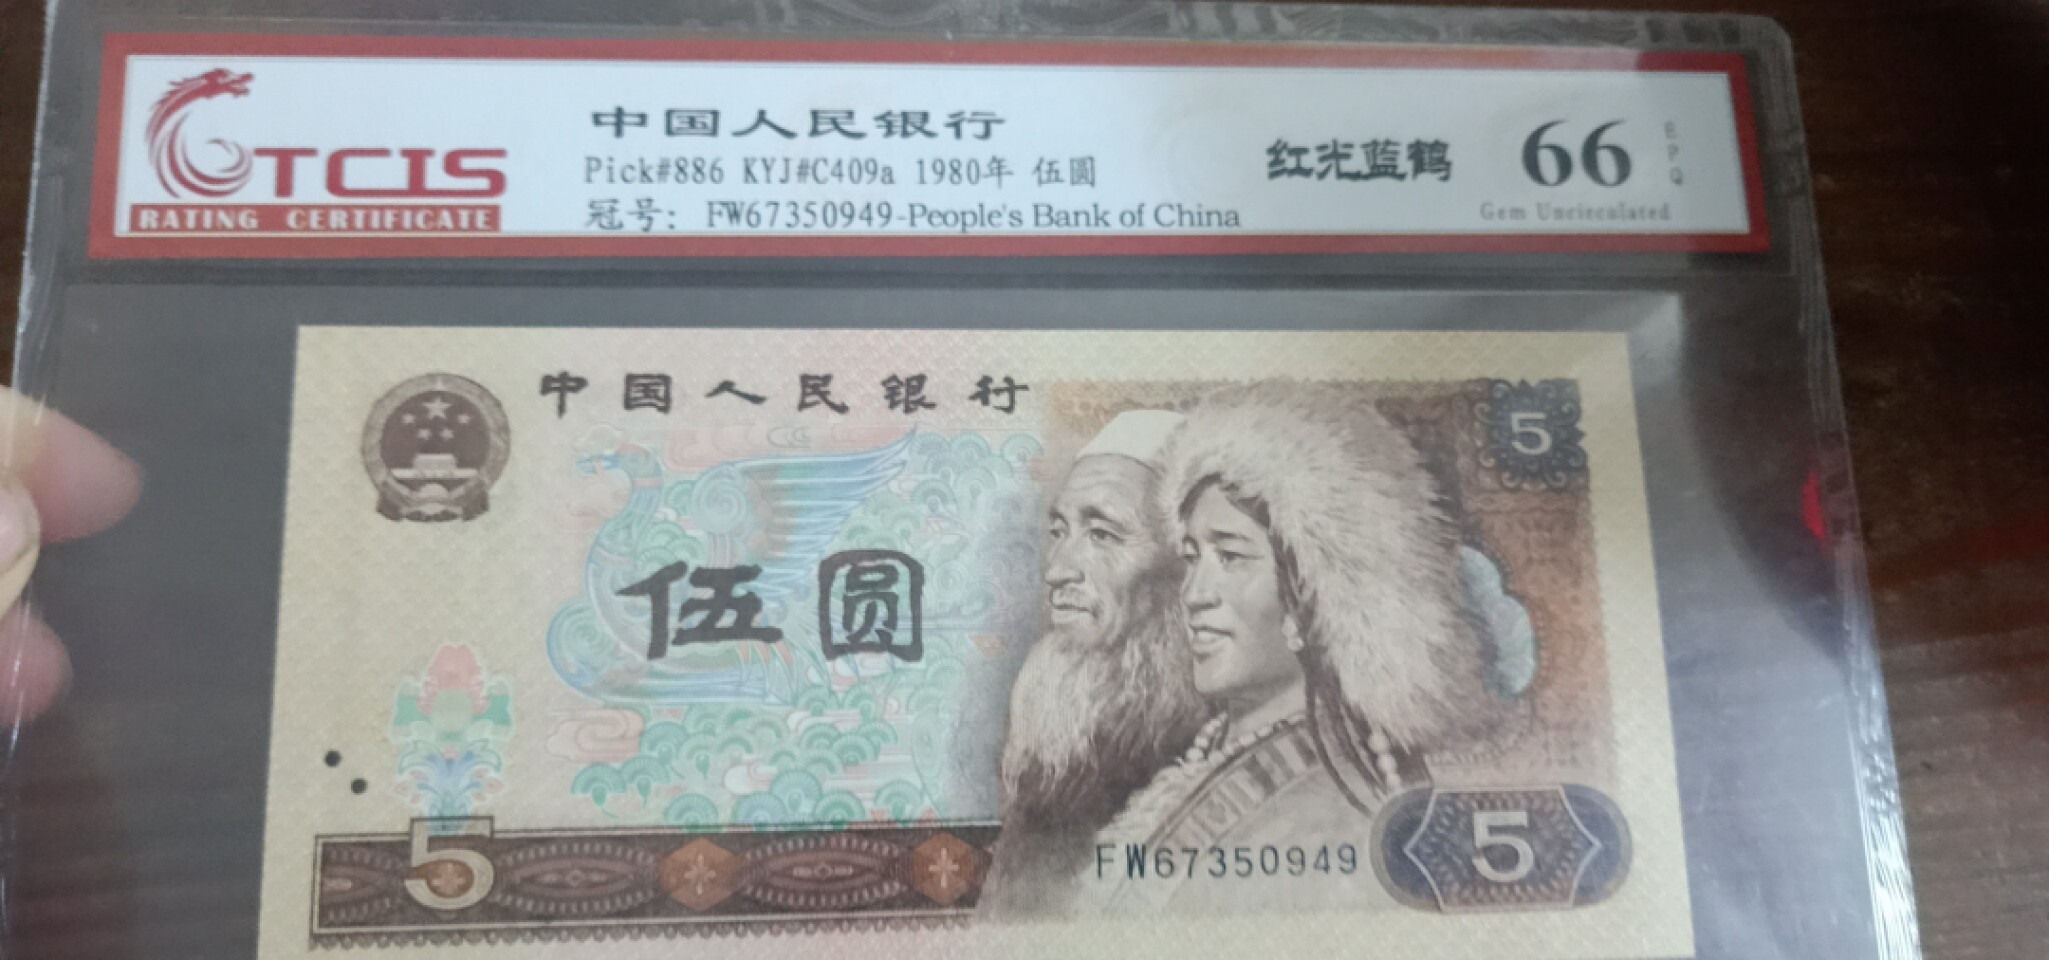 TCIS
RATING CERTIFICATE
中国人民银行
Pick#886 KYJ#C409a 1980年 伍圆
冠号: FW67350949-People's Bank of China
红光蓝鹤
66
EPQ
Gem Uncirculated
中国人民银行
5
伍圆
5
FW67350949
5